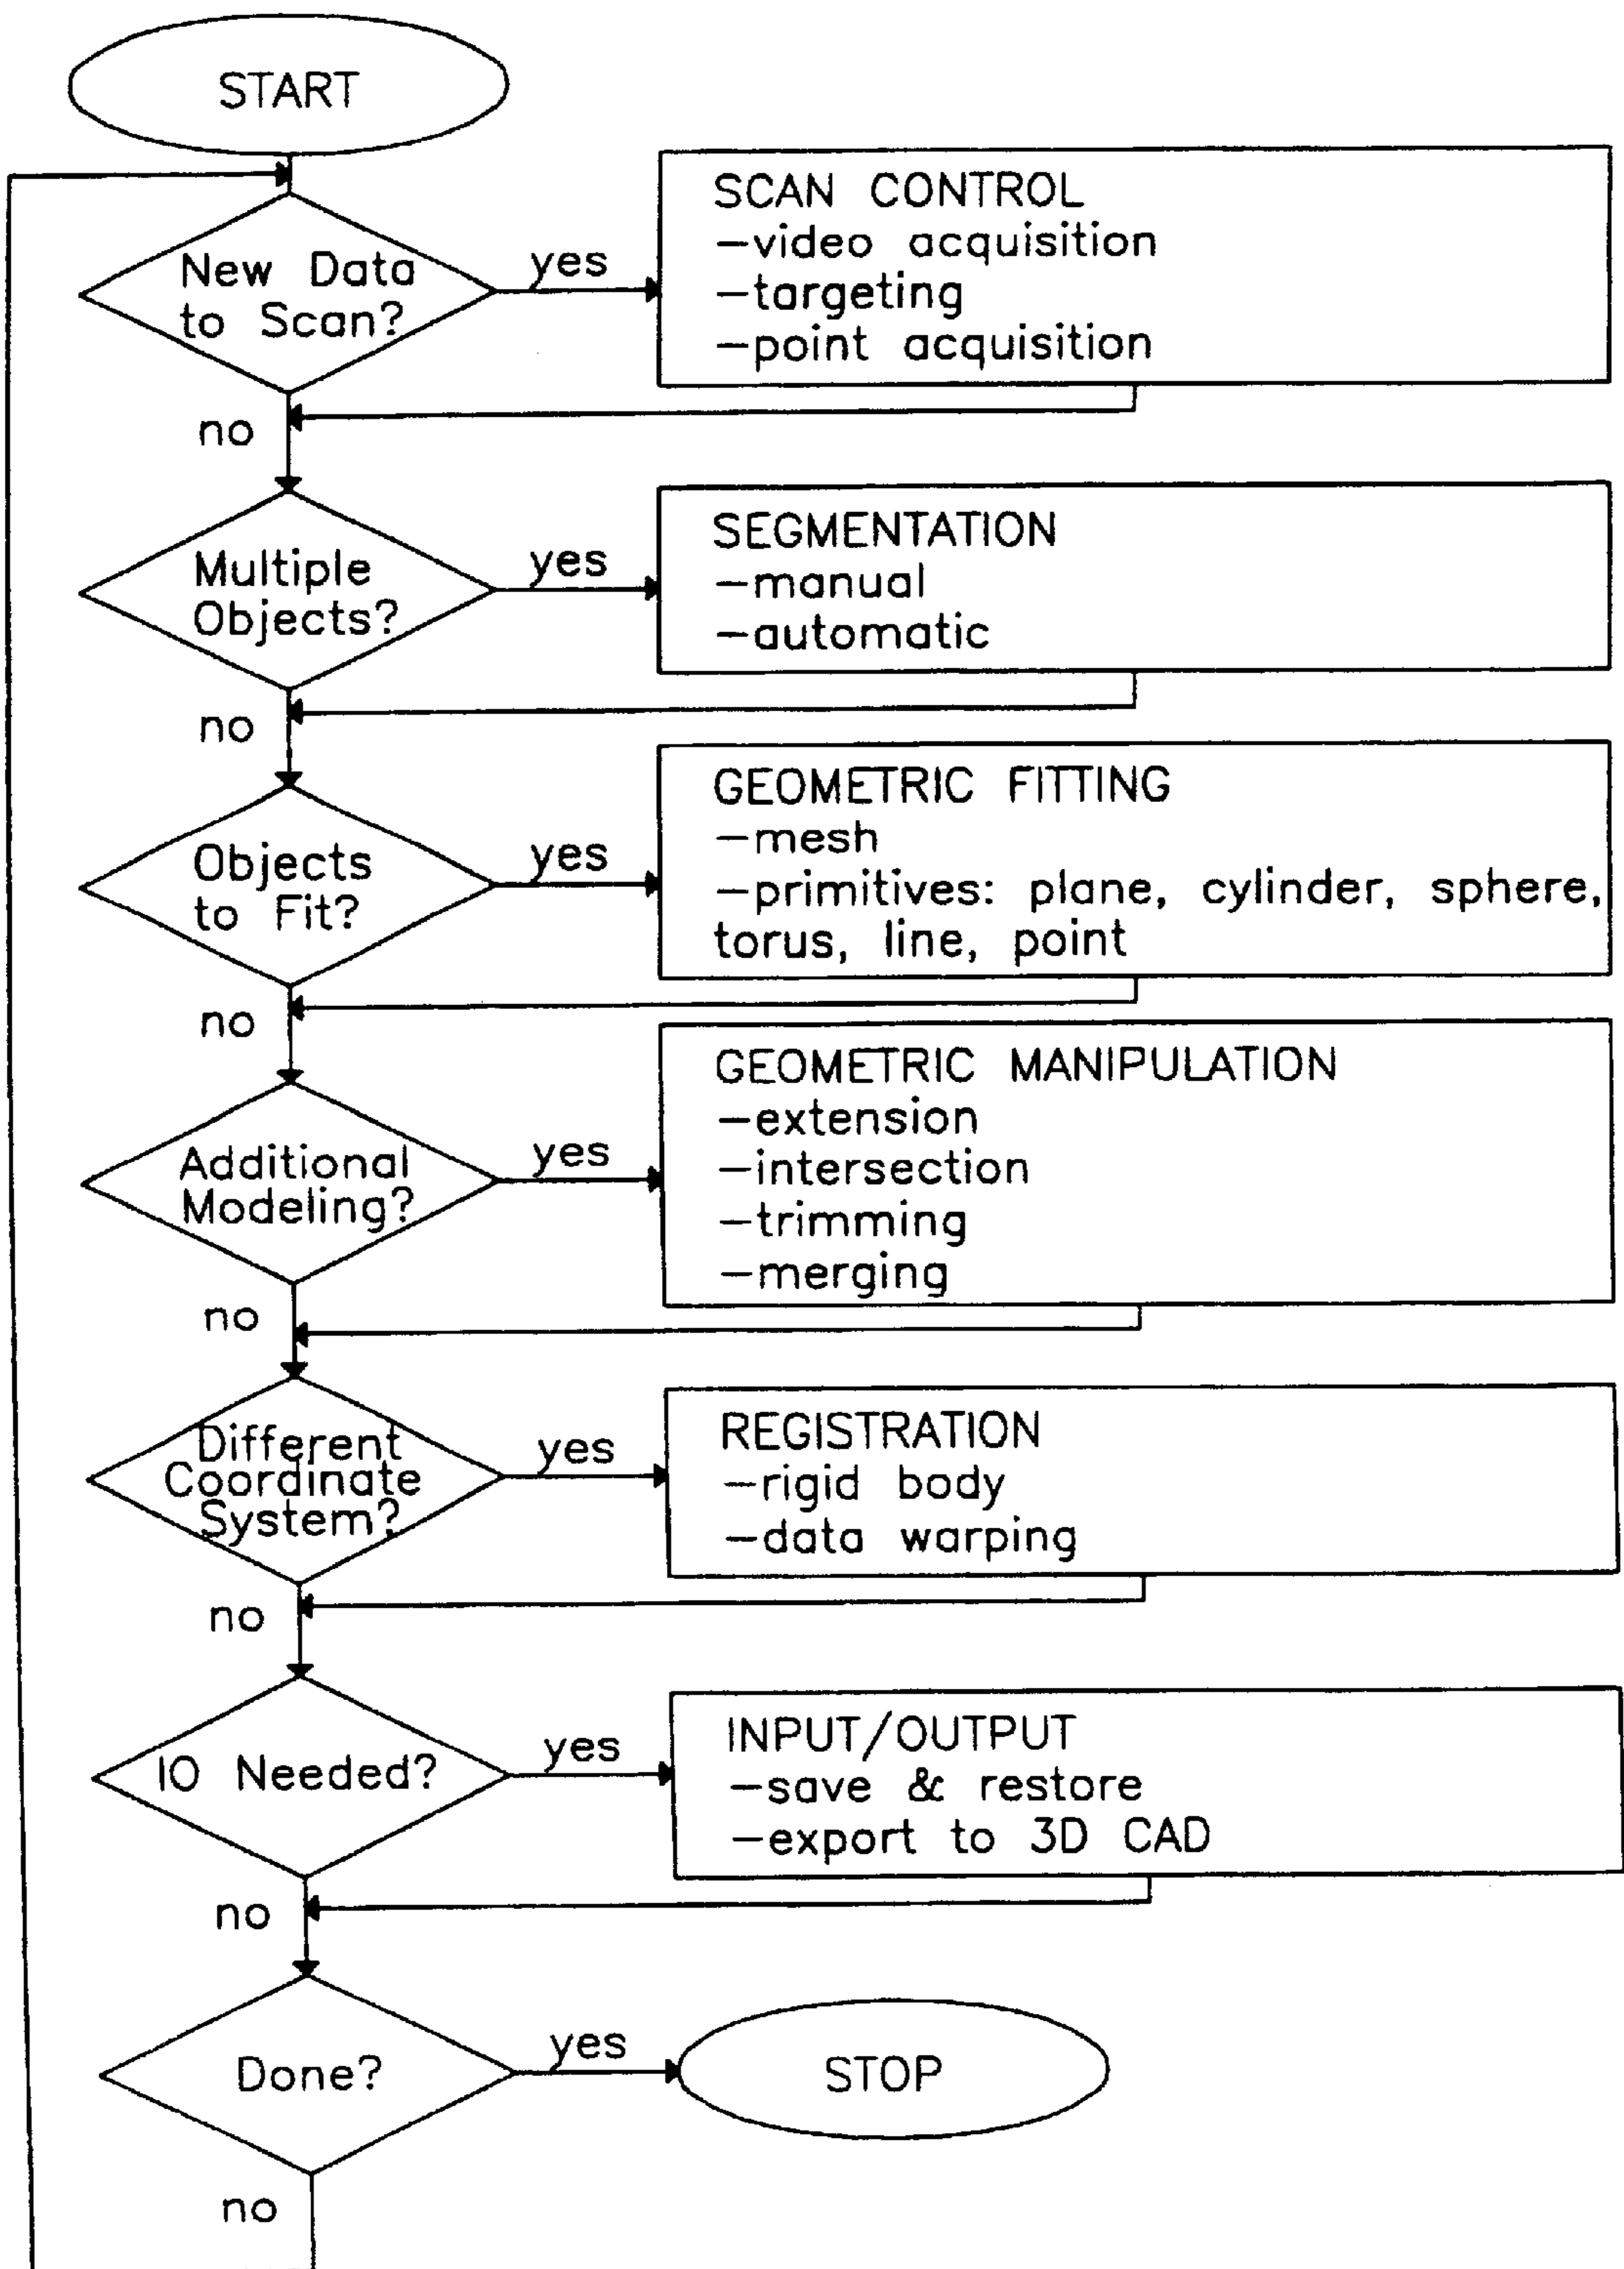 START
New Data
to Scan?
yes
SCAN CONTROL
—video acquisition
—targeting
—point acquisition
no
Multiple
Objects?
yes
SEGMENTATION
—manual
—automatic
no
Objects
to Fit?
yes
GEOMETRIC FITTING
—mesh
—primitives: plane, cylinder, sphere,
torus, line, point
no
Additional
Modeling?
yes
GEOMETRIC MANIPULATION
—extension
—intersection
—trimming
—merging
no
Different
Coordinate
System?
yes
REGISTRATION
—rigid body
—data warping
no
IO Needed?
yes
INPUT/OUTPUT
—save & restore
—export to 3D CAD
no
Done?
yes
STOP
no